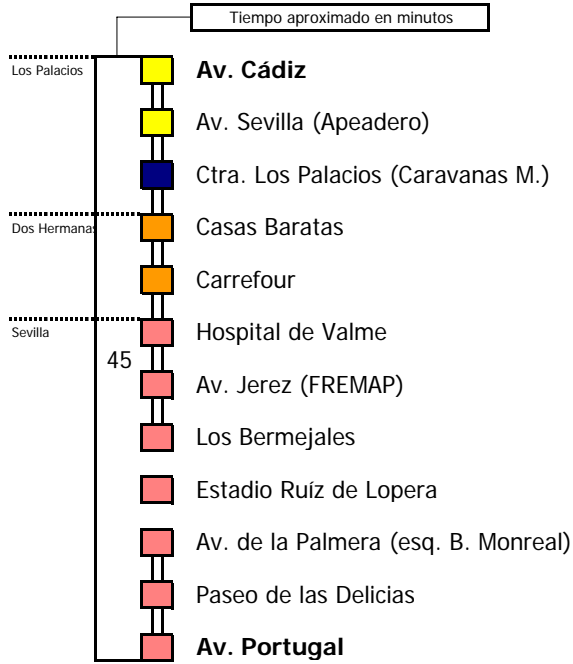 Tiempo aproximado en minutos
Los Palacios
Av. Cádiz
Av. Sevilla (Apeadero)
Ctra. Los Palacios (Caravanas M.)
Dos Hermanas
Casas Baratas
Carrefour
Sevilla
Hospital de Valme
45
Av. Jerez (FREMAP)
Los Bermejales
Estadio Ruíz de Lopera
Av. de la Palmera (esq. B. Monreal)
Paseo de las Delicias
Av. Portugal